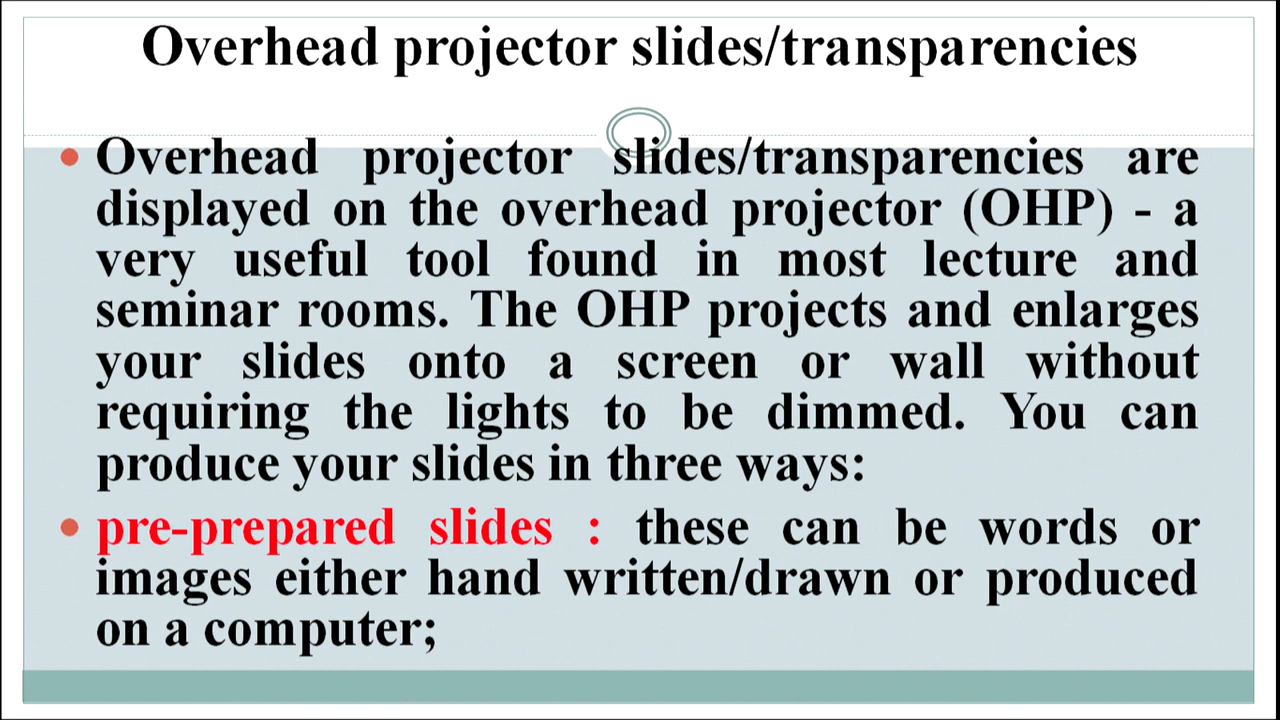 Overhead projector slides/transparencies
• Overhead projector slides/transparencies are
displayed on the overhead projector (OHP) - a
very useful tool found in most lecture and
seminar rooms. The OHP projects and enlarges
your slides onto a screen or wall without
requiring the lights to be dimmed. You can
produce your slides in three ways:
• pre-prepared slides : these can be words or
images either hand written/drawn or produced
on a computer;